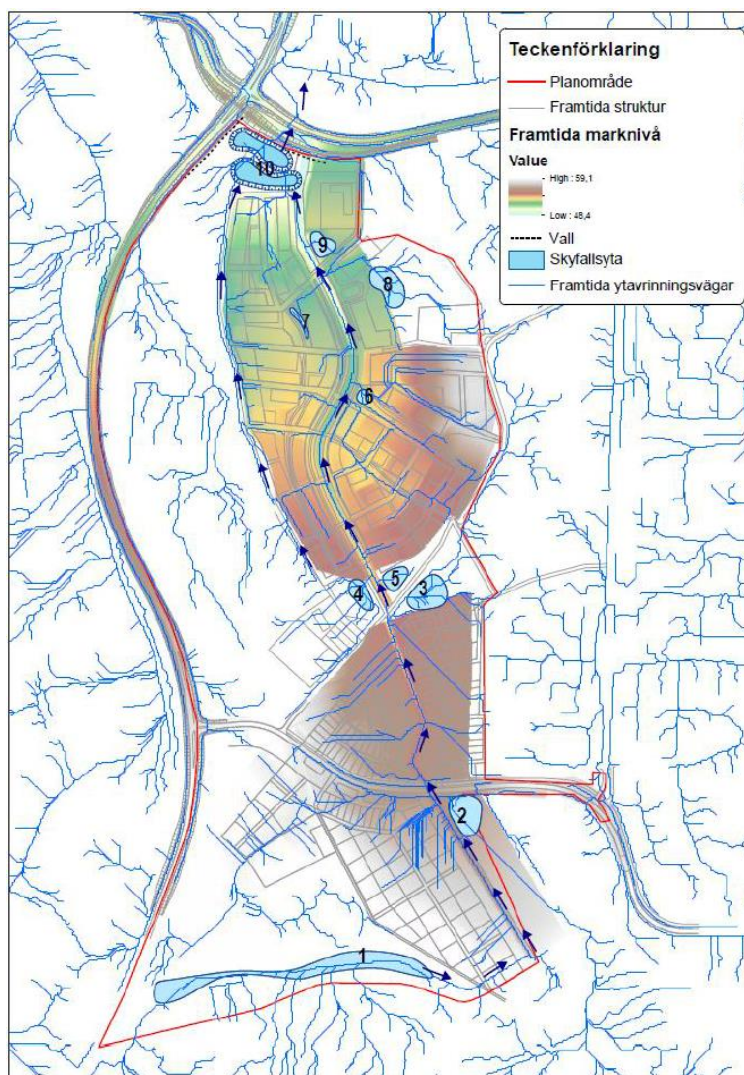 Teckenförklaring
Planområde
Framtida struktur
Framtida marknivå
Value
High : 59,1
Low : 48,4
Vall
Skyfallsyta
Framtida ytavrinningsvägar
10
9
8
7
6
5
4
3
2
1